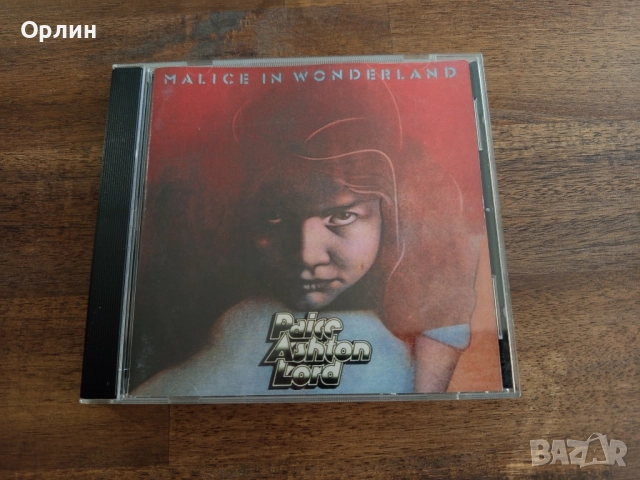 Орлин
MALICE IN WONDERLAND
Paice
Ashton
Lord
BAZAR